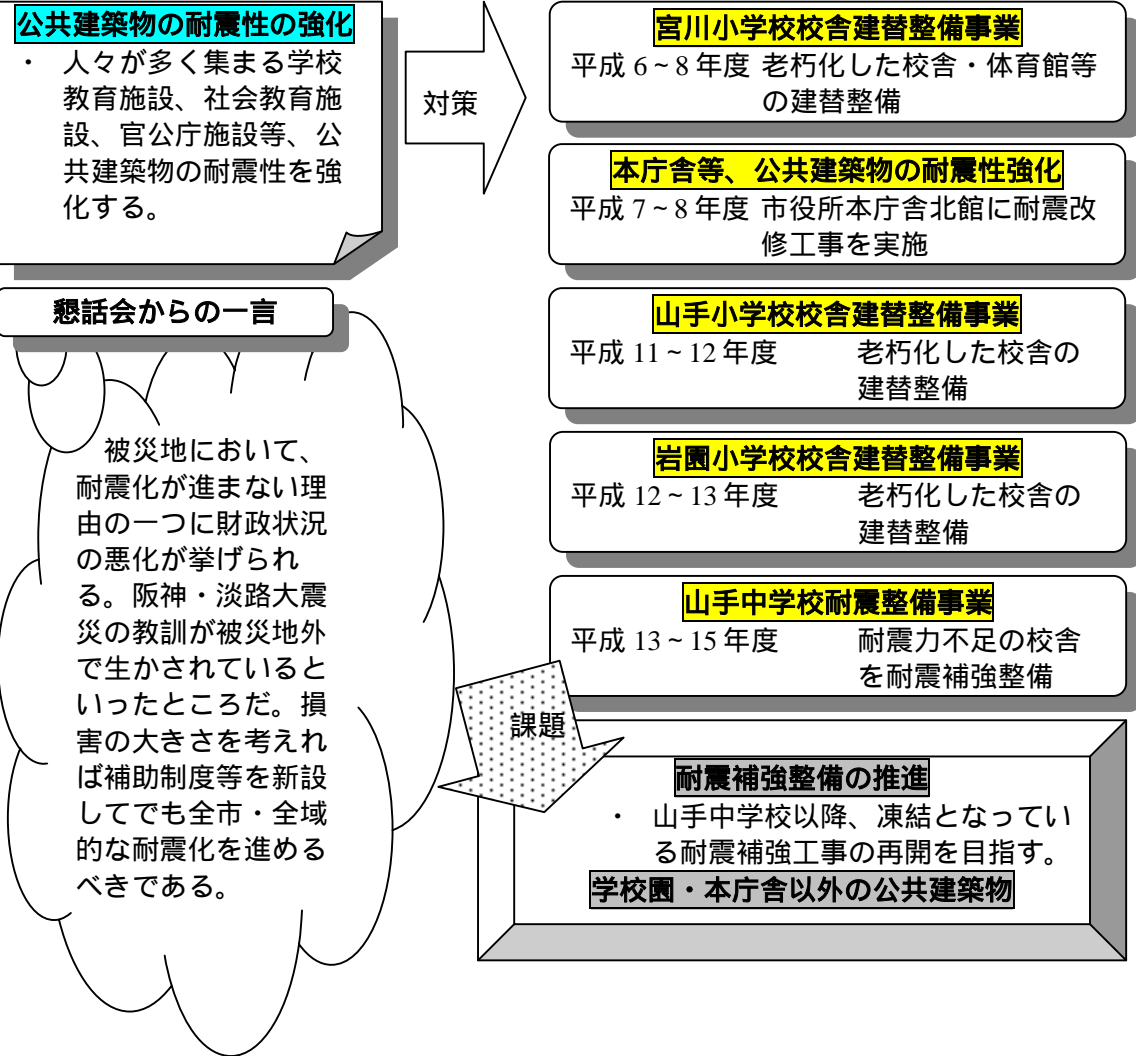 公共建築物の耐震性の強化
・ 人々が多く集まる学校
教育施設、社会教育施
設、官公庁施設等、公
共建築物の耐震性を強
化する。
対策
宮川小学校校舎建替整備事業
平成 6~8 年度 老朽化した校舎・体育館等
の建替整備
本庁舎等、公共建築物の耐震性強化
平成 7~8 年度 市役所本庁舎北館に耐震改
修工事を実施
山手小学校校舎建替整備事業
平成 11~12 年度 老朽化した校舎の
建替整備
岩園小学校校舎建替整備事業
平成 12~13 年度 老朽化した校舎の
建替整備
山手中学校耐震整備事業
平成 13~15 年度 耐震力不足の校舎
を耐震補強整備
懇話会からの一言
被災地において、
耐震化が進まない理
由の一つに財政状況
の悪化が挙げられ
る。阪神・淡路大震
災の教訓が被災地外
で生かされていると
いったところだ。損
害の大きさを考えれ
ば補助制度等を新設
してでも全市・全域
的な耐震化を進める
べきである。
課題
耐震補強整備の推進
・ 山手中学校以降、凍結となってい
る耐震補強工事の再開を目指す。
学校園・本庁舎以外の公共建築物